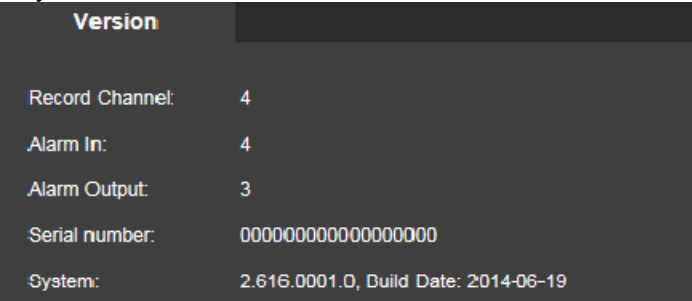 Version
Record Channel: 4
Alarm In: 4
Alarm Output: 3
Serial number: 000000000000000000
System: 2.616.0001.0, Build Date: 2014-06-19